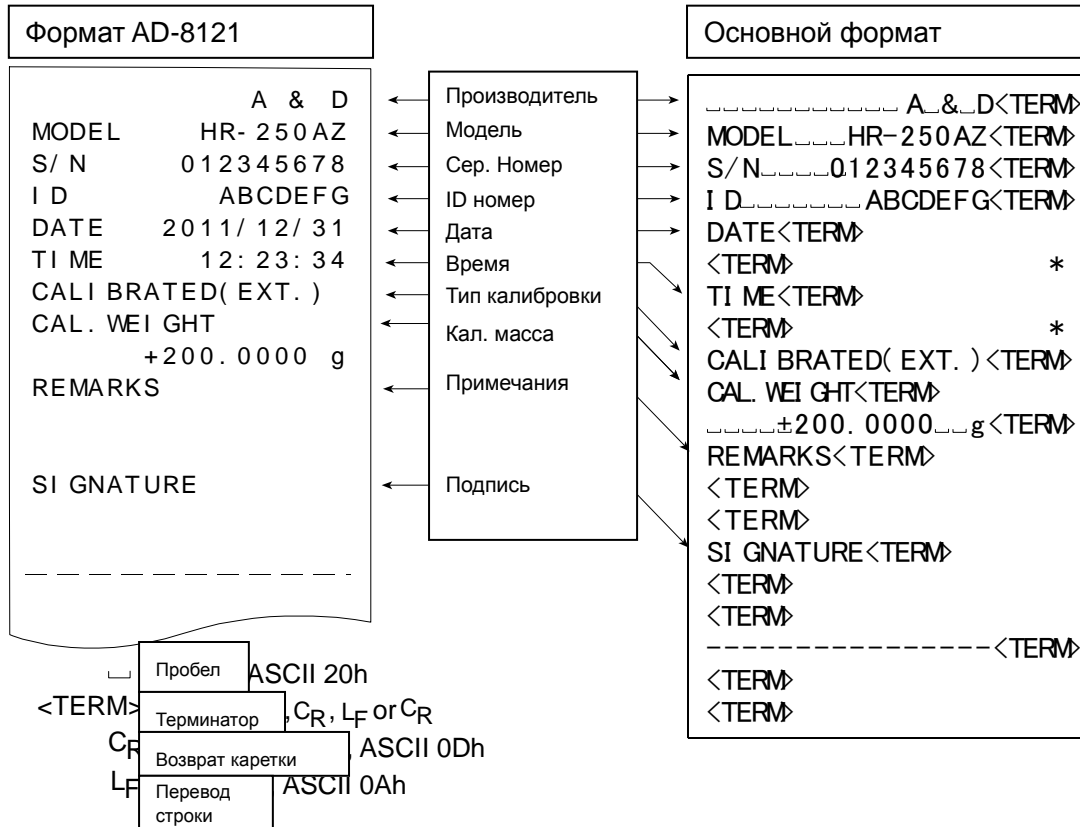 Формат AD-8121
A & D
MODEL HR-250AZ
S/N 012345678
ID ABCDEFG
DATE 2011/12/31
TIME 12:23:34
CALIBRATED(EXT.)
CAL.WEIGHT
+200.0000 g
REMARKS
SIGNATURE
Производитель
Модель
Сер. Номер
ID номер
Дата
Время
Тип калибровки
Кал. масса
Примечания
Подпись
Основной формат
␣␣␣␣␣␣␣␣␣␣␣ A␣&␣D<TERM>
MODEL␣␣␣HR-250AZ<TERM>
S/N␣␣␣␣012345678<TERM>
ID␣␣␣␣␣␣␣ABCDEFG<TERM>
DATE<TERM>
<TERM> *
TIME<TERM>
<TERM> *
CALIBRATED(EXT.)<TERM>
CAL.WEIGHT<TERM>
␣␣␣␣±200.0000␣␣g<TERM>
REMARKS<TERM>
<TERM>
<TERM>
SIGNATURE<TERM>
<TERM>
<TERM>
----------------<TERM>
<TERM>
<TERM>
␣ Пробел ASCII 20h
<TERM> Терминатор , CR, LF or CR
CR Возврат каретки , ASCII 0Dh
LF Перевод строки ASCII 0Ah